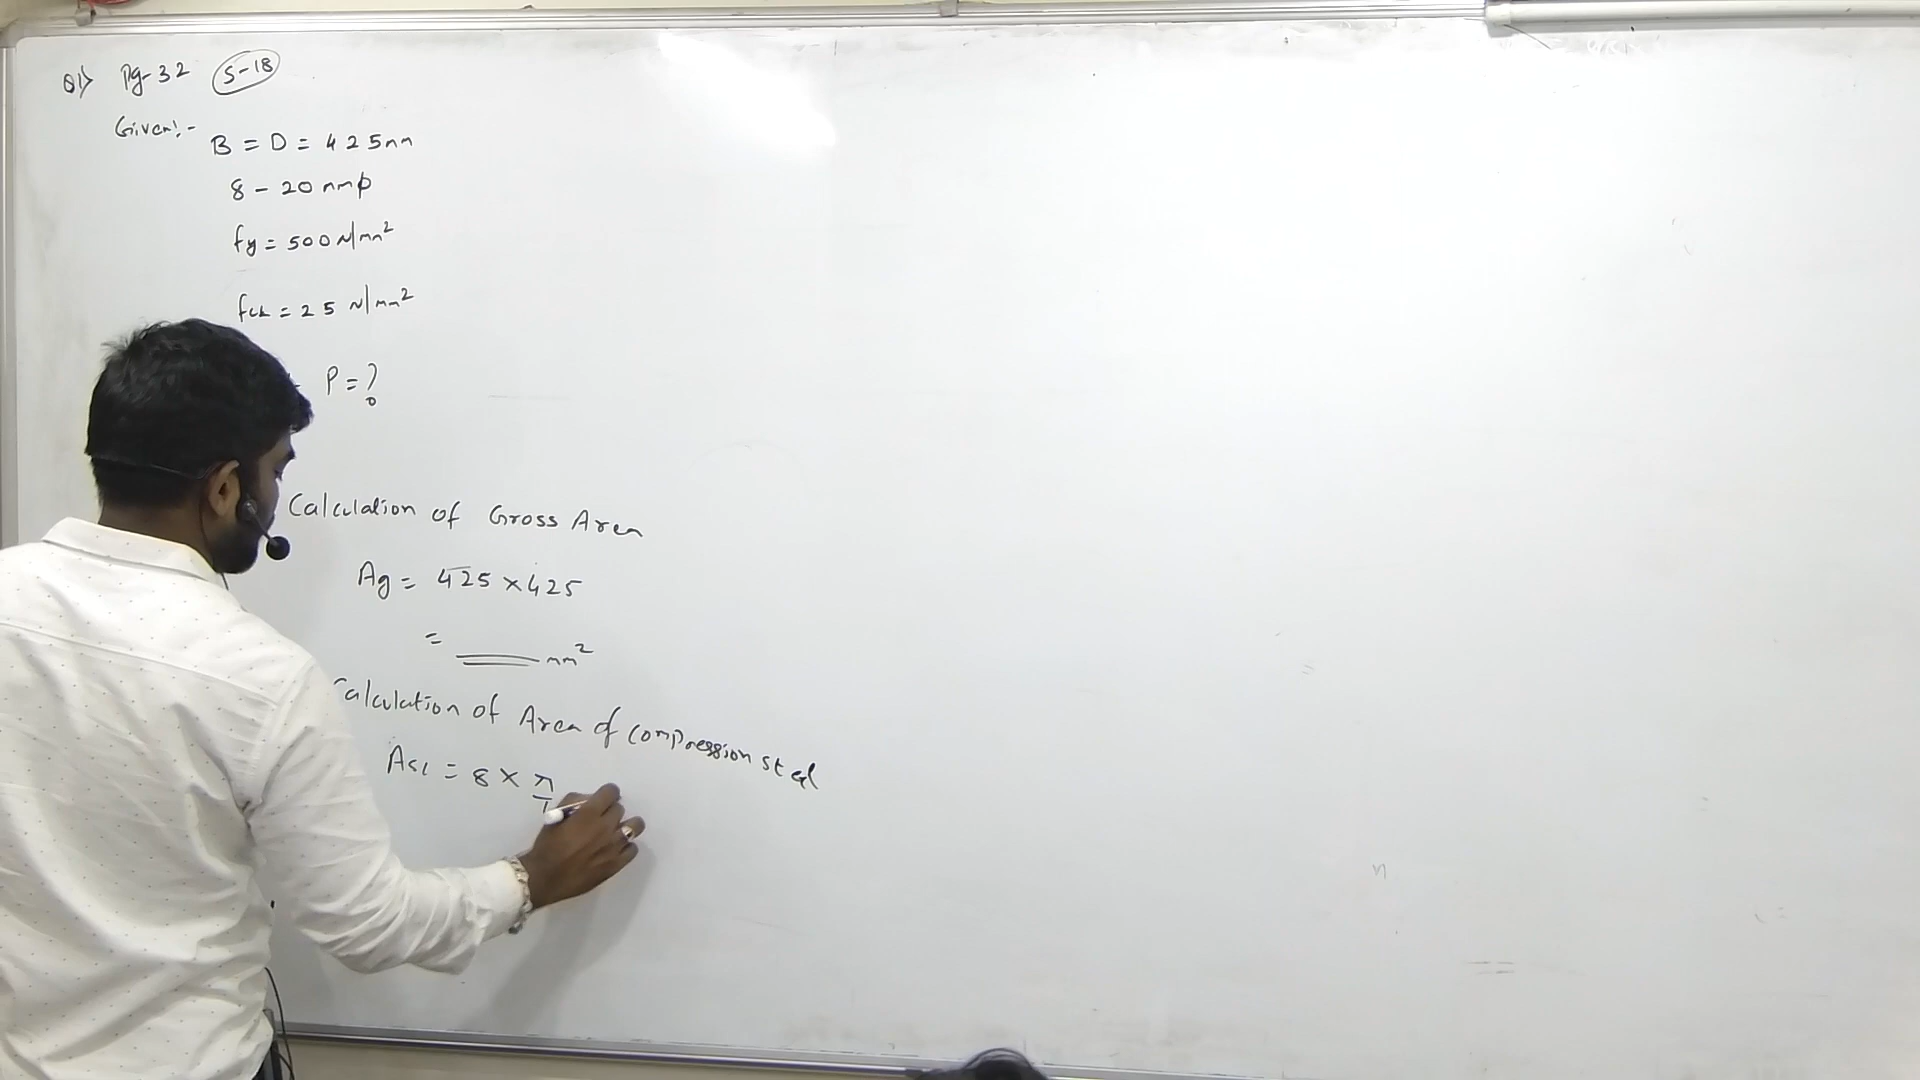 Q1) Pg-32 S-18
Given:-
B = D = 425mm
8 - 20 mmϕ
fy = 500 N/mm²
fck = 25 N/mm²
P = ?
Calculation of Gross Area
Ag = 425 × 425
= ___ mm²
Calculation of Area of compression steel
Asc = 8 × π